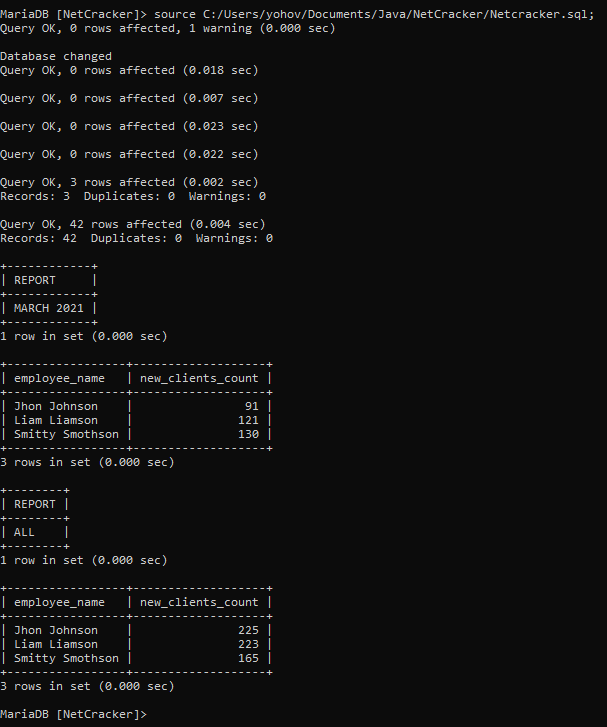 MariaDB [NetCracker]> source C:/Users/yohov/Documents/Java/NetCracker/Netcracker.sql;
Query OK, 0 rows affected, 1 warning (0.000 sec)

Database changed
Query OK, 0 rows affected (0.018 sec)

Query OK, 0 rows affected (0.007 sec)

Query OK, 0 rows affected (0.023 sec)

Query OK, 0 rows affected (0.022 sec)

Query OK, 3 rows affected (0.002 sec)
Records: 3  Duplicates: 0  Warnings: 0

Query OK, 42 rows affected (0.004 sec)
Records: 42  Duplicates: 0  Warnings: 0

+------------+
| REPORT     |
+------------+
| MARCH 2021 |
+------------+
1 row in set (0.000 sec)

+-----------------+-------------------+
| employee_name   | new_clients_count |
+-----------------+-------------------+
| Jhon Johnson    |                91 |
| Liam Liamson    |               121 |
| Smitty Smothson |               130 |
+-----------------+-------------------+
3 rows in set (0.000 sec)

+--------+
| REPORT |
+--------+
| ALL    |
+--------+
1 row in set (0.000 sec)

+-----------------+-------------------+
| employee_name   | new_clients_count |
+-----------------+-------------------+
| Jhon Johnson    |               225 |
| Liam Liamson    |               223 |
| Smitty Smothson |               165 |
+-----------------+-------------------+
3 rows in set (0.000 sec)

MariaDB [NetCracker]>